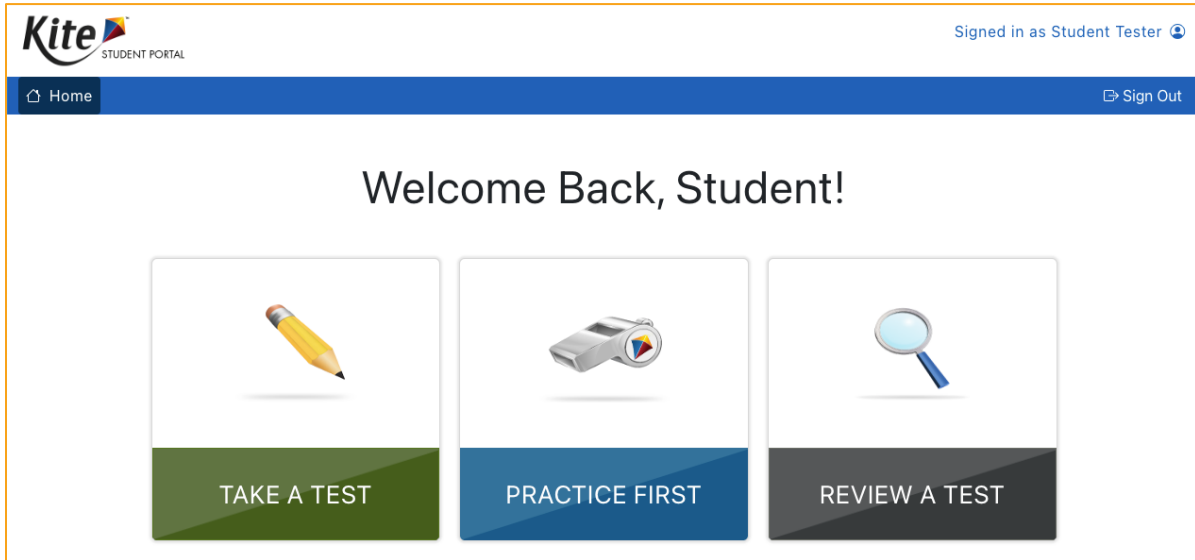 Kite
STUDENT PORTAL
Signed in as Student Tester
Home
Sign Out
Welcome Back, Student!
TAKE A TEST
PRACTICE FIRST
REVIEW A TEST